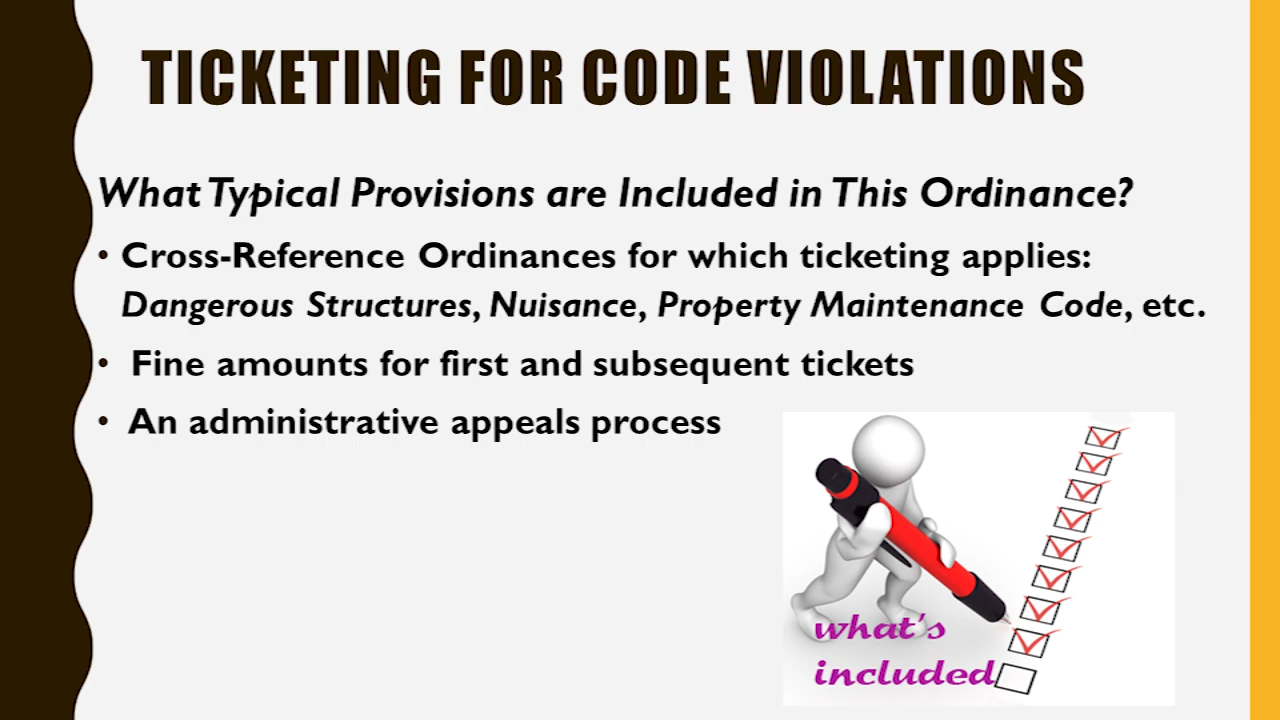 TICKETING FOR CODE VIOLATIONS
What Typical Provisions are Included in This Ordinance?
• Cross-Reference Ordinances for which ticketing applies:
Dangerous Structures, Nuisance, Property Maintenance Code, etc.
• Fine amounts for first and subsequent tickets
• An administrative appeals process
what's
included